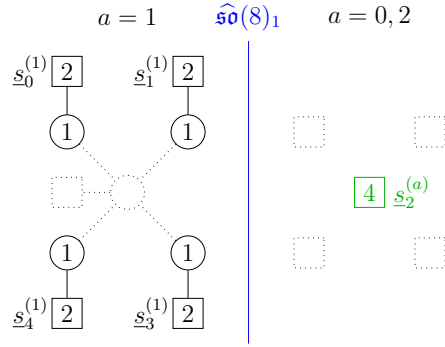 a = 1 𝖘𝖔̂(8)₁ a = 0, 2
s̲₀⁽¹⁾ 2 s̲₁⁽¹⁾ 2
1 1
4 s̲₂⁽ᵃ⁾
1 1
s̲₄⁽¹⁾ 2 s̲₃⁽¹⁾ 2